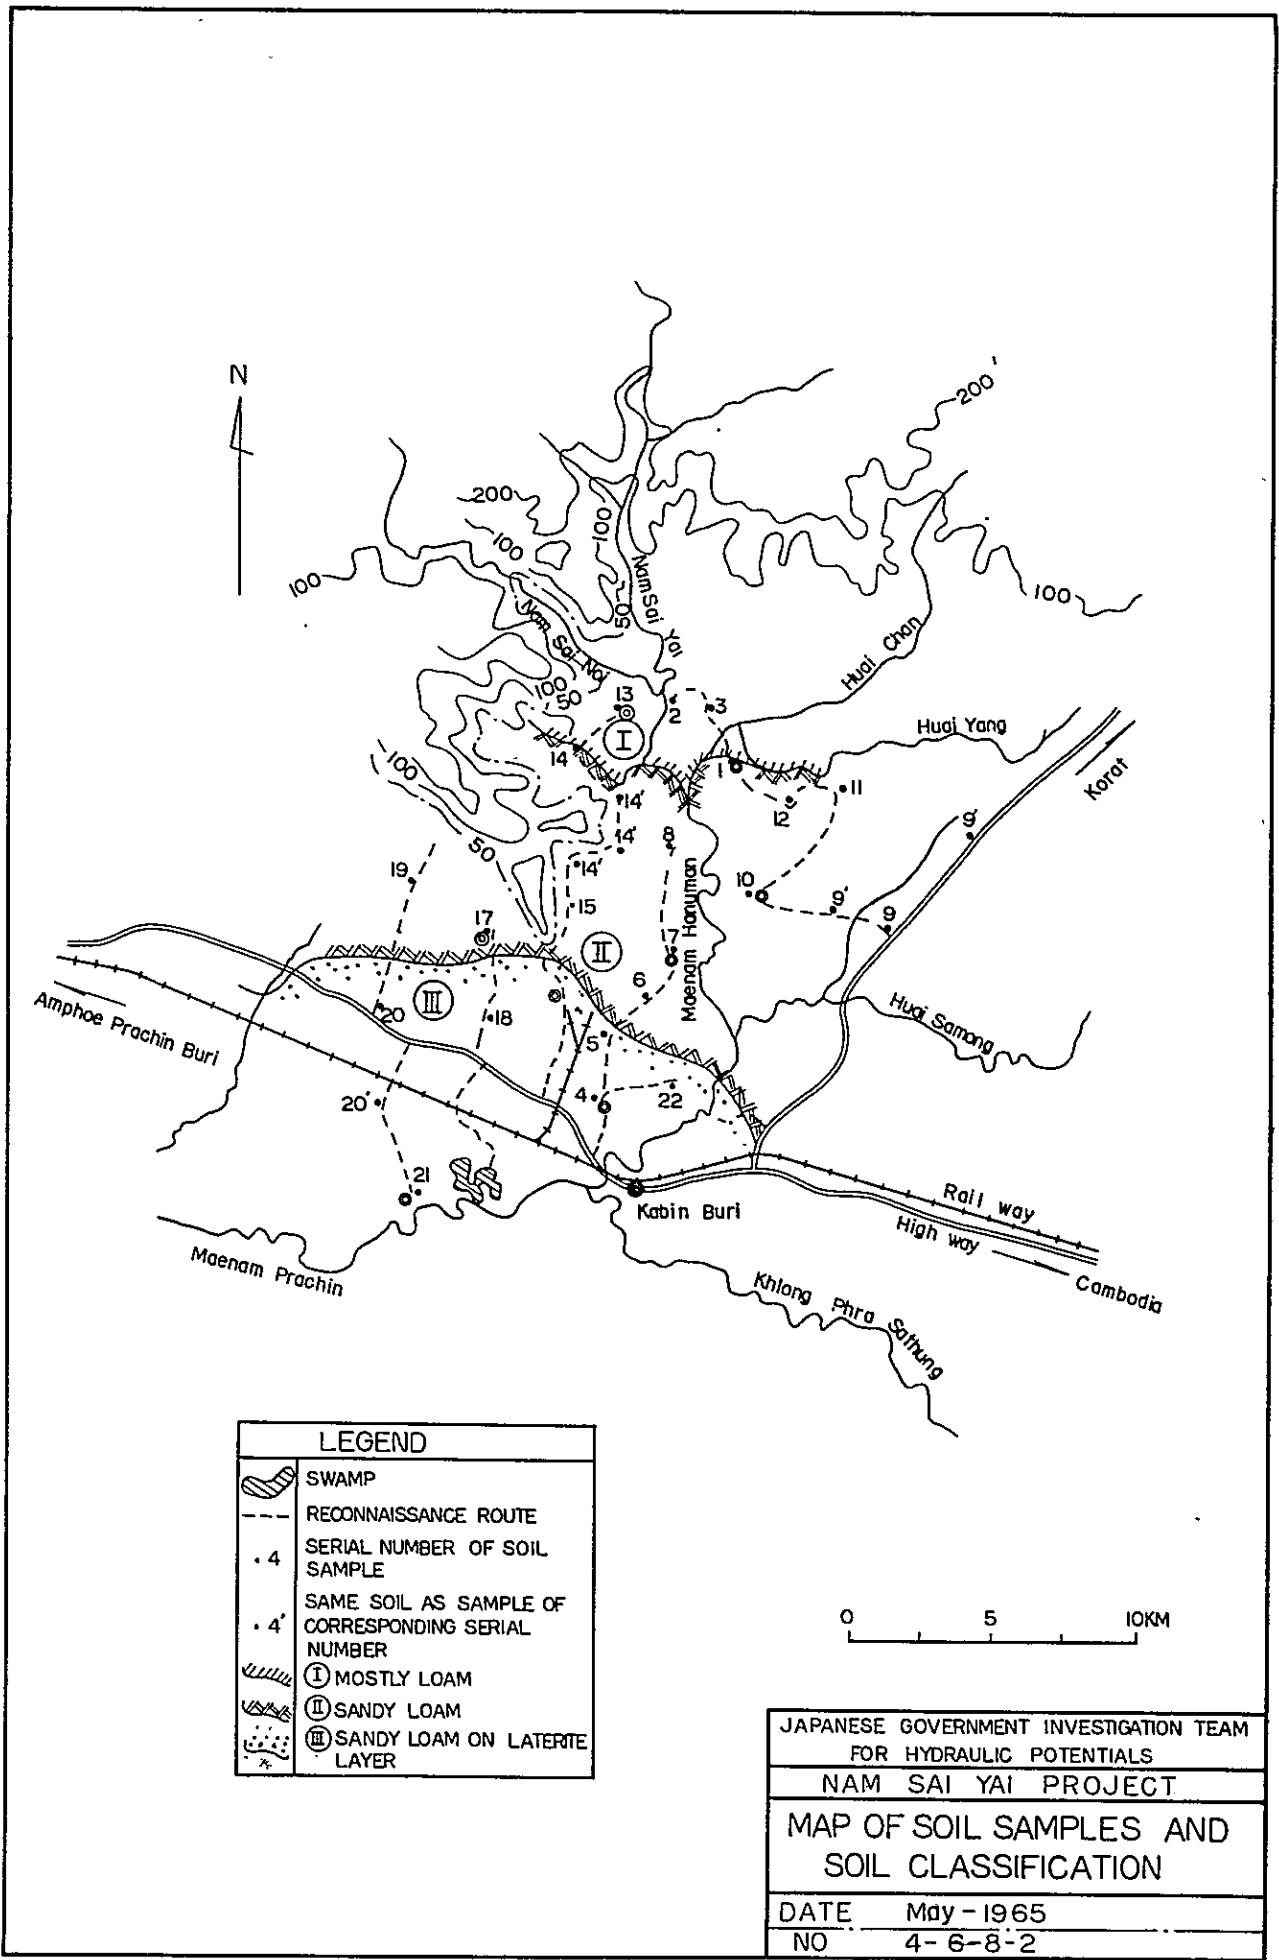 N
200'
200
100
100
100
50
Nam Sai Yai
100
100
Nam Sai Noi
Huai Chan
100
50
13
2
3
I
Huai Yang
14
1
11
Korat
100
12
14'
9'
14'
8
50
14'
19
Maenam Hanuman
10
9'
9
15
17
II
7
6
III
Huai Samong
Amphoe Prachin Buri
20
18
5
20'
4
22
21
Rail way
Kabin Buri
High way
Maenam Prachin
Cambodia
Khlong Phra Sathung
LEGEND
SWAMP
RECONNAISSANCE ROUTE
4
SERIAL NUMBER OF SOIL
SAMPLE
4'
SAME SOIL AS SAMPLE OF
CORRESPONDING SERIAL
NUMBER
I MOSTLY LOAM
II SANDY LOAM
III SANDY LOAM ON LATERITE
LAYER
0 5 10KM
JAPANESE GOVERNMENT INVESTIGATION TEAM
FOR HYDRAULIC POTENTIALS
NAM SAI YAI PROJECT
MAP OF SOIL SAMPLES AND
SOIL CLASSIFICATION
DATE May-1965
NO 4-6-8-2